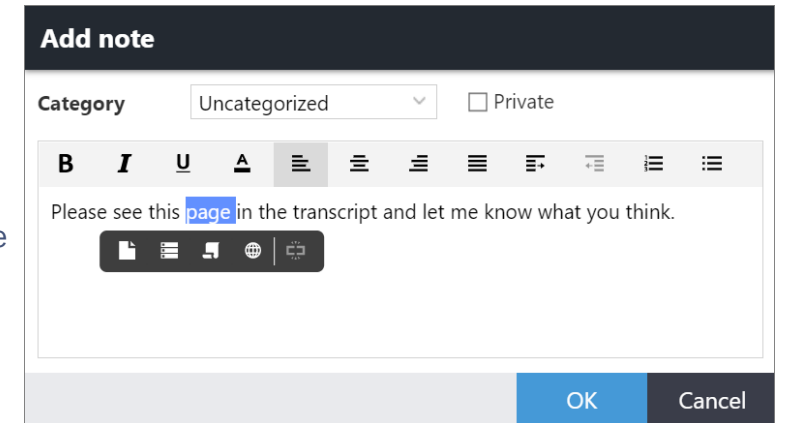 Add note
Category Uncategorized Private
B I U A
Please see this page in the transcript and let me know what you think.
e
OK Cancel